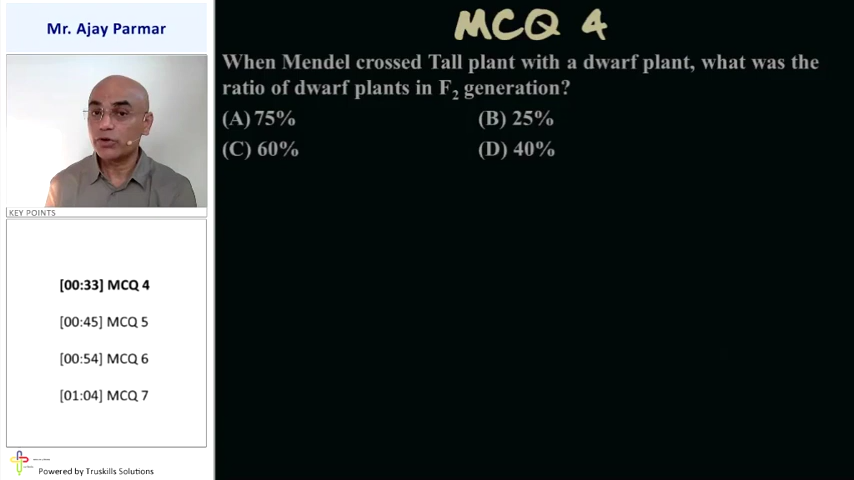 Mr. Ajay Parmar
MCQ 4
When Mendel crossed Tall plant with a dwarf plant, what was the
ratio of dwarf plants in F₂ generation?
(A) 75% (B) 25%
(C) 60% (D) 40%
KEY POINTS
[00:33] MCQ 4
[00:45] MCQ 5
[00:54] MCQ 6
[01:04] MCQ 7
Powered by Truskills Solutions